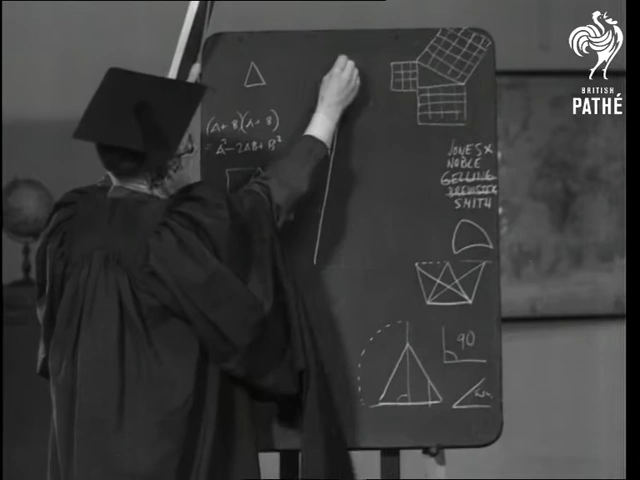 BRITISH
PATHÉ
(A+B)(A+B)
= A²-2AB+B²
JONES X
NOBLE
SMITH
90